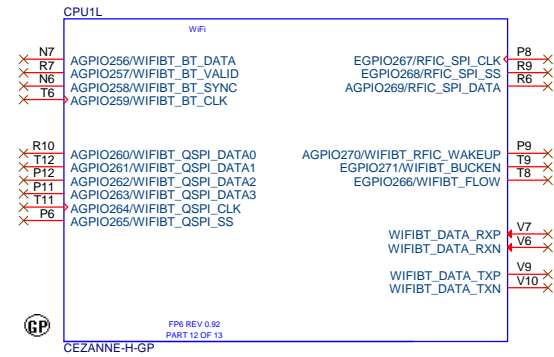 CPU1L
WiFi
N7 AGPIO256/WIFIBT_BT_DATA EGPIO267/RFIC_SPI_CLK P8
R7 AGPIO257/WIFIBT_BT_VALID EGPIO268/RFIC_SPI_SS R9
N6 AGPIO258/WIFIBT_BT_SYNC AGPIO269/RFIC_SPI_DATA R6
T6 AGPIO259/WIFIBT_BT_CLK
R10 AGPIO260/WIFIBT_QSPI_DATA0 AGPIO270/WIFIBT_RFIC_WAKEUP P9
T12 AGPIO261/WIFIBT_QSPI_DATA1 EGPIO271/WIFIBT_BUCKEN T9
P12 AGPIO262/WIFIBT_QSPI_DATA2 EGPIO266/WIFIBT_FLOW T8
P11 AGPIO263/WIFIBT_QSPI_DATA3
T11 AGPIO264/WIFIBT_QSPI_CLK
P6 AGPIO265/WIFIBT_QSPI_SS
WIFIBT_DATA_RXP V7
WIFIBT_DATA_RXN V6
WIFIBT_DATA_TXP V9
WIFIBT_DATA_TXN V10
GP
FP6 REV 0.92
PART 12 OF 13
CEZANNE-H-GP